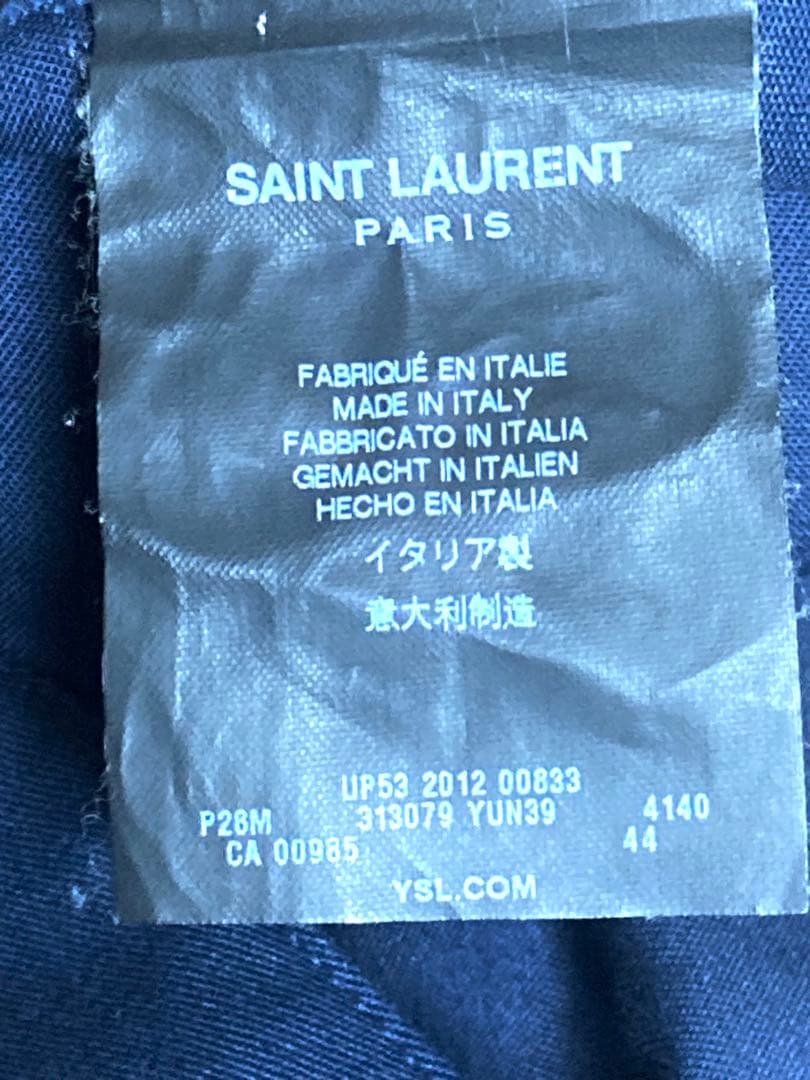 SAINT LAURENT
PARIS
FABRIQUÉ EN ITALIE
MADE IN ITALY
FABBRICATO IN ITALIA
GEMACHT IN ITALIEN
HECHO EN ITALIA
イタリア製
意大利制造
UP53 2012 00833
P26M 313079 YUN39 4140
CA 00985 44
YSL.COM